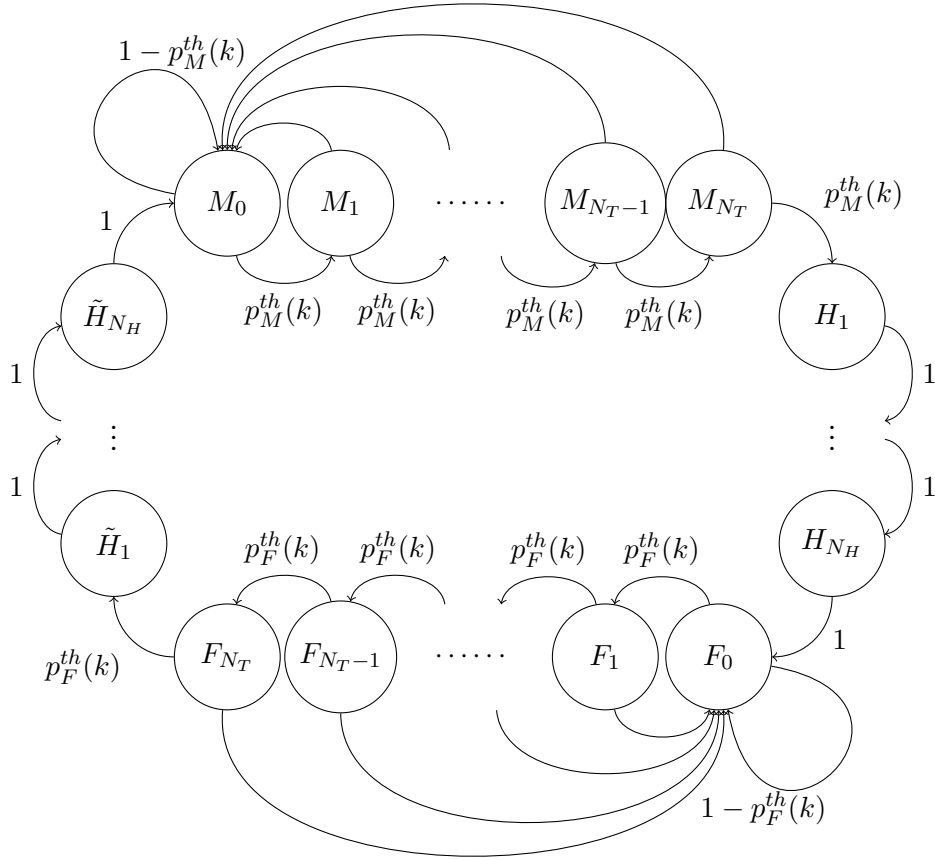 1 − p_M^{th}(k)
M_0 M_1 ⋯⋯ M_{N_T−1} M_{N_T} p_M^{th}(k)
1
p_M^{th}(k) p_M^{th}(k) p_M^{th}(k) p_M^{th}(k)
H̃_{N_H} H_1
1 1
⋮ ⋮
1 1
H̃_1 p_F^{th}(k) p_F^{th}(k) p_F^{th}(k) p_F^{th}(k) H_{N_H}
1
p_F^{th}(k) F_{N_T} F_{N_T−1} ⋯⋯ F_1 F_0
1 − p_F^{th}(k)